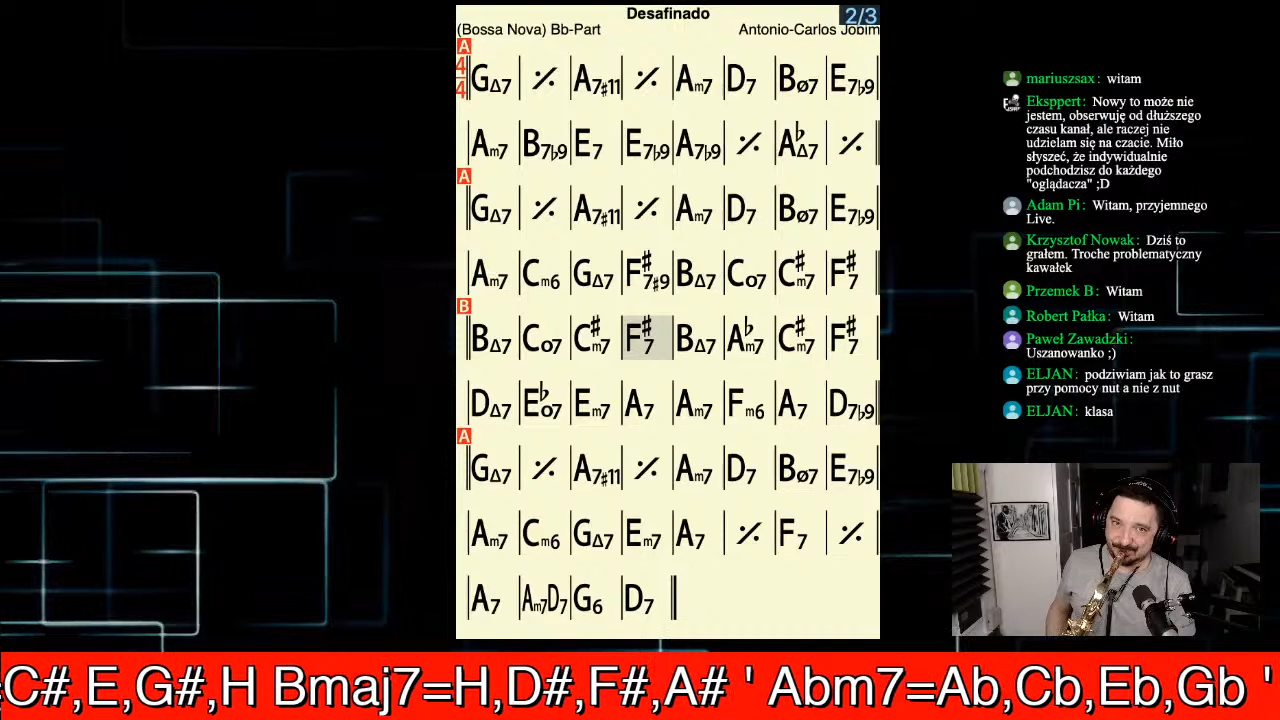 Desafinado
2/3
(Bossa Nova) Bb-Part
Antonio-Carlos Jobim
A
4/4 GΔ7 | 𝄎 | A7♯11 | 𝄎 | Am7 | D7 | Bø7 | E7♭9
Am7 | B7♭9 | E7 | E7♭9 | A7♭9 | 𝄎 | A♭Δ7 | 𝄎
A
GΔ7 | 𝄎 | A7♯11 | 𝄎 | Am7 | D7 | Bø7 | E7♭9
Am7 | Cm6 | GΔ7 | F♯7♯9 | BΔ7 | Co7 | C♯m7 | F♯7
B
BΔ7 | Co7 | C♯m7 | F♯7 | BΔ7 | A♭m7 | C♯m7 | F♯7
DΔ7 | E♭o7 | Em7 | A7 | Am7 | Fm6 | A7 | D7♭9
A
GΔ7 | 𝄎 | A7♯11 | 𝄎 | Am7 | D7 | Bø7 | E7♭9
Am7 | Cm6 | GΔ7 | Em7 | A7 | 𝄎 | F7 | 𝄎
A7 | Am7 D7 | G6 | D7
mariuszsax: witam
Eksppert: Nowy to może nie
jestem, obserwuję od dłuższego
czasu kanał, ale raczej nie
udzielam się na czacie. Miło
słyszeć, że indywidualnie
podchodzisz do każdego
"oglądacza" ;D
Adam Pi: Witam, przyjemnego
Live.
Krzysztof Nowak: Dziś to
grałem. Troche problematyczny
kawałek
Przemek B: Witam
Robert Pałka: Witam
Paweł Zawadzki:
Uszanowanko ;)
ELJAN: podziwiam jak to grasz
przy pomocy nut a nie z nut
ELJAN: klasa
C#,E,G#,H Bmaj7=H,D#,F#,A# ' Abm7=Ab,Cb,Eb,Gb '